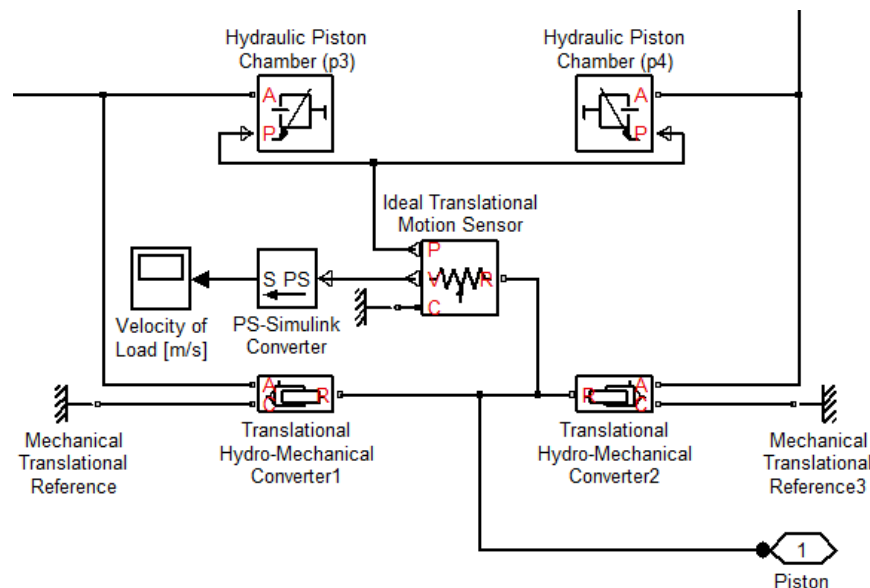 Hydraulic Piston
Chamber (p3)
Hydraulic Piston
Chamber (p4)
A
P
A
P
Ideal Translational
Motion Sensor
P
V
R
C
S PS
Velocity of
Load [m/s]
PS-Simulink
Converter
A
C
R
R
A
C
Mechanical
Translational
Reference
Translational
Hydro-Mechanical
Converter1
Translational
Hydro-Mechanical
Converter2
Mechanical
Translational
Reference3
1
Piston